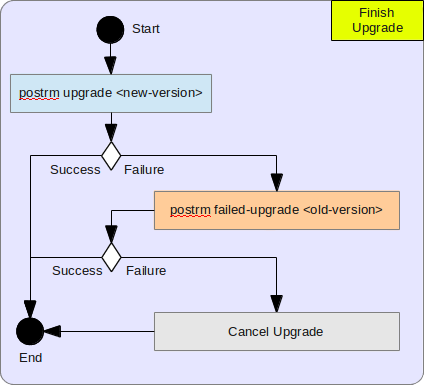 Finish
Upgrade
Start
postrm upgrade <new-version>
Success
Failure
postrm failed-upgrade <old-version>
Success
Failure
Cancel Upgrade
End